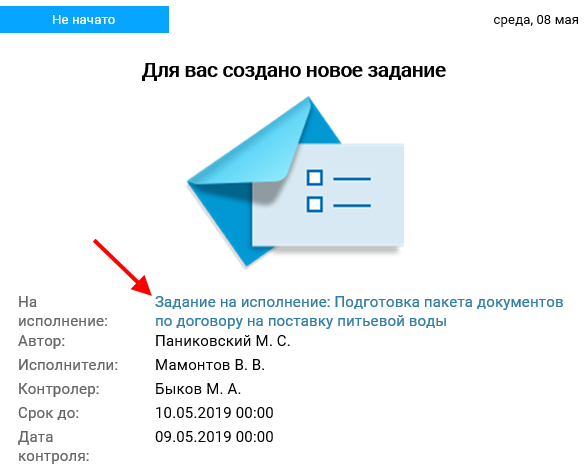 Не начато
среда, 08 мая
Для вас создано новое задание
На исполнение: Задание на исполнение: Подготовка пакета документов по договору на поставку питьевой воды
Автор: Паниковский М. С.
Исполнители: Мамонтов В. В.
Контролер: Быков М. А.
Срок до: 10.05.2019 00:00
Дата контроля: 09.05.2019 00:00